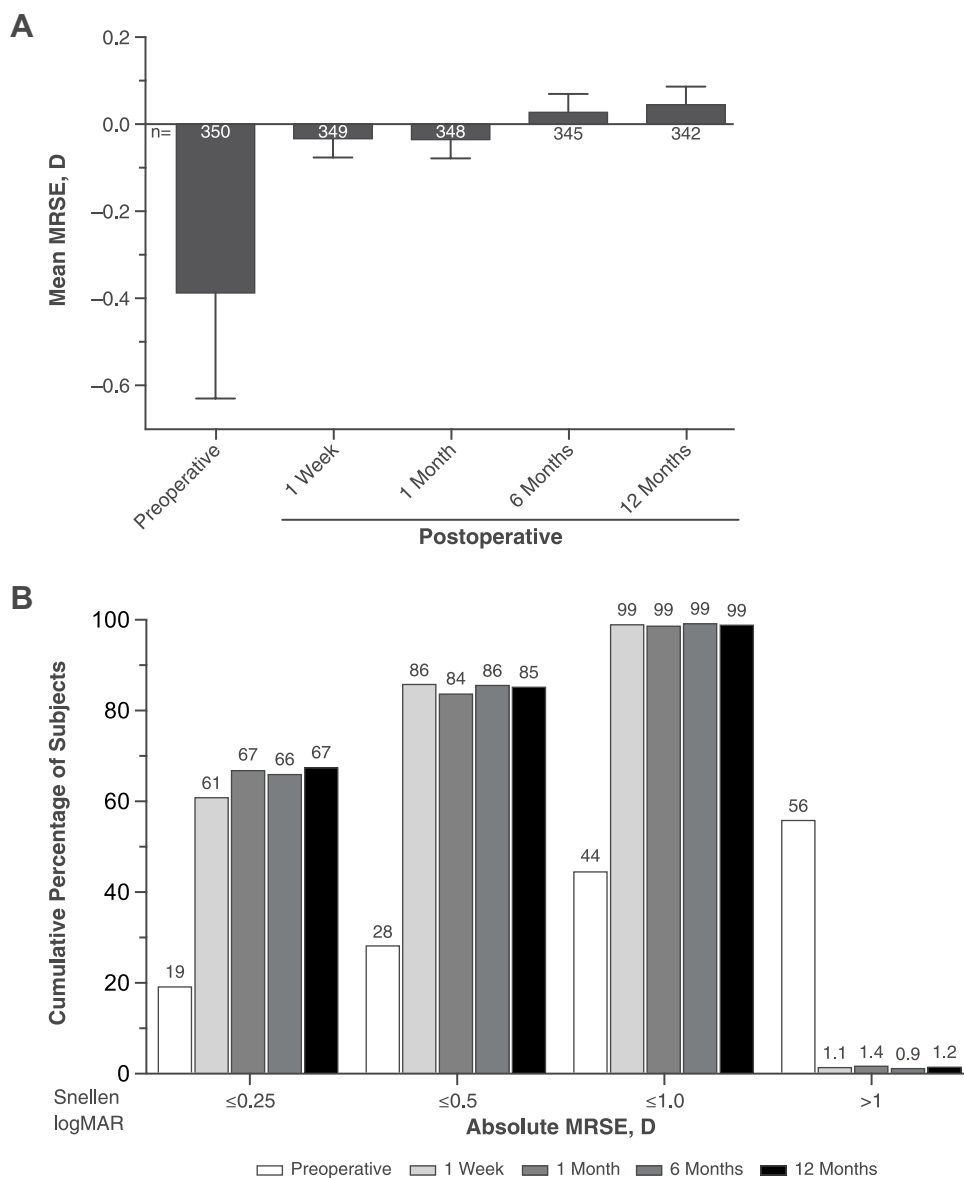 A
0.2
0.0
–0.2
–0.4
–0.6
Mean MRSE, D
n= 350 349 348 345 342
Preoperative
1 Week
1 Month
6 Months
12 Months
Postoperative
B
100
80
60
40
20
0
Cumulative Percentage of Subjects
19 61 67 66 67
28 86 84 86 85
44 99 99 99 99
56 1.1 1.4 0.9 1.2
Snellen
logMAR
≤0.25 ≤0.5 ≤1.0 >1
Absolute MRSE, D
Preoperative 1 Week 1 Month 6 Months 12 Months